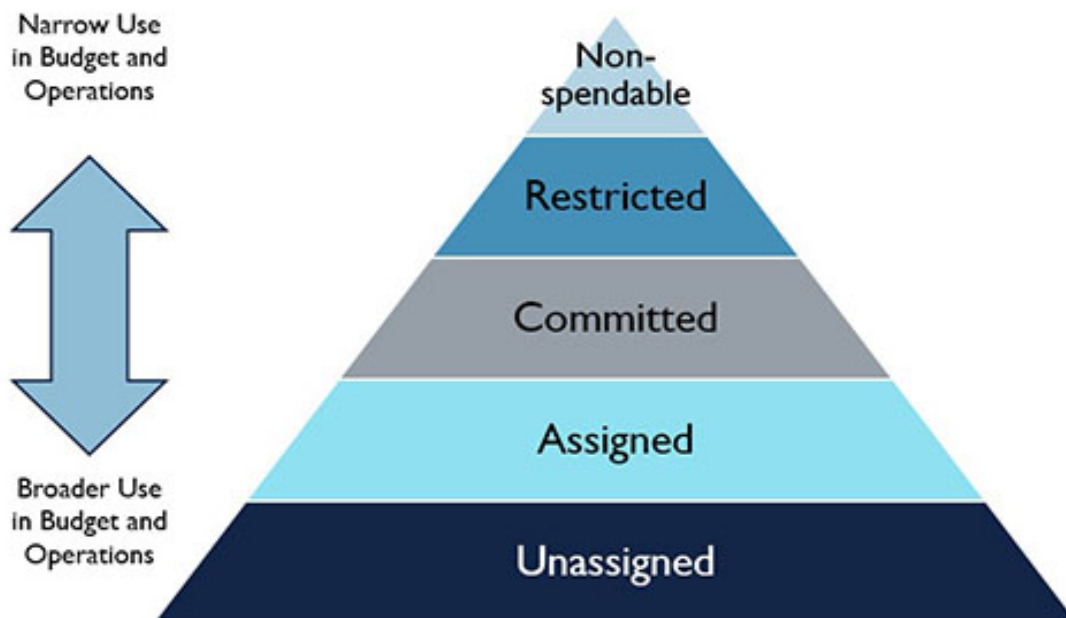 Narrow Use
in Budget and
Operations
Non-
spendable
Restricted
Committed
Assigned
Broader Use
in Budget and
Operations
Unassigned